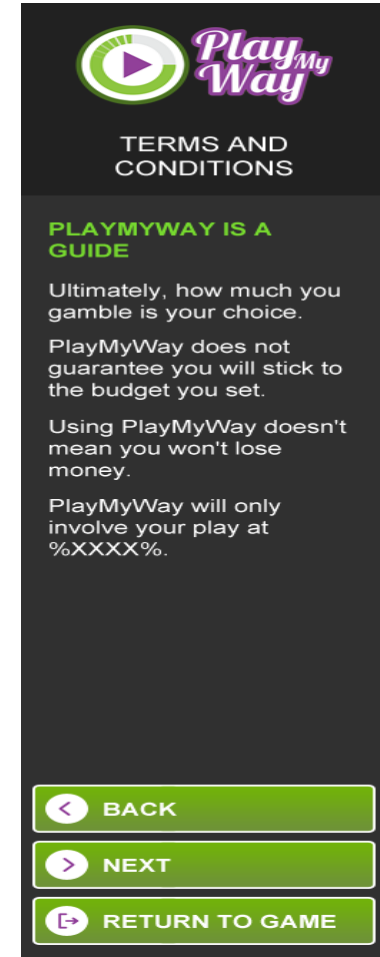 Play My
Way
TERMS AND
CONDITIONS
PLAYMYWAY IS A
GUIDE
Ultimately, how much you
gamble is your choice.
PlayMyWay does not
guarantee you will stick to
the budget you set.
Using PlayMyWay doesn't
mean you won't lose
money.
PlayMyWay will only
involve your play at
%XXXX%.
BACK
NEXT
RETURN TO GAME